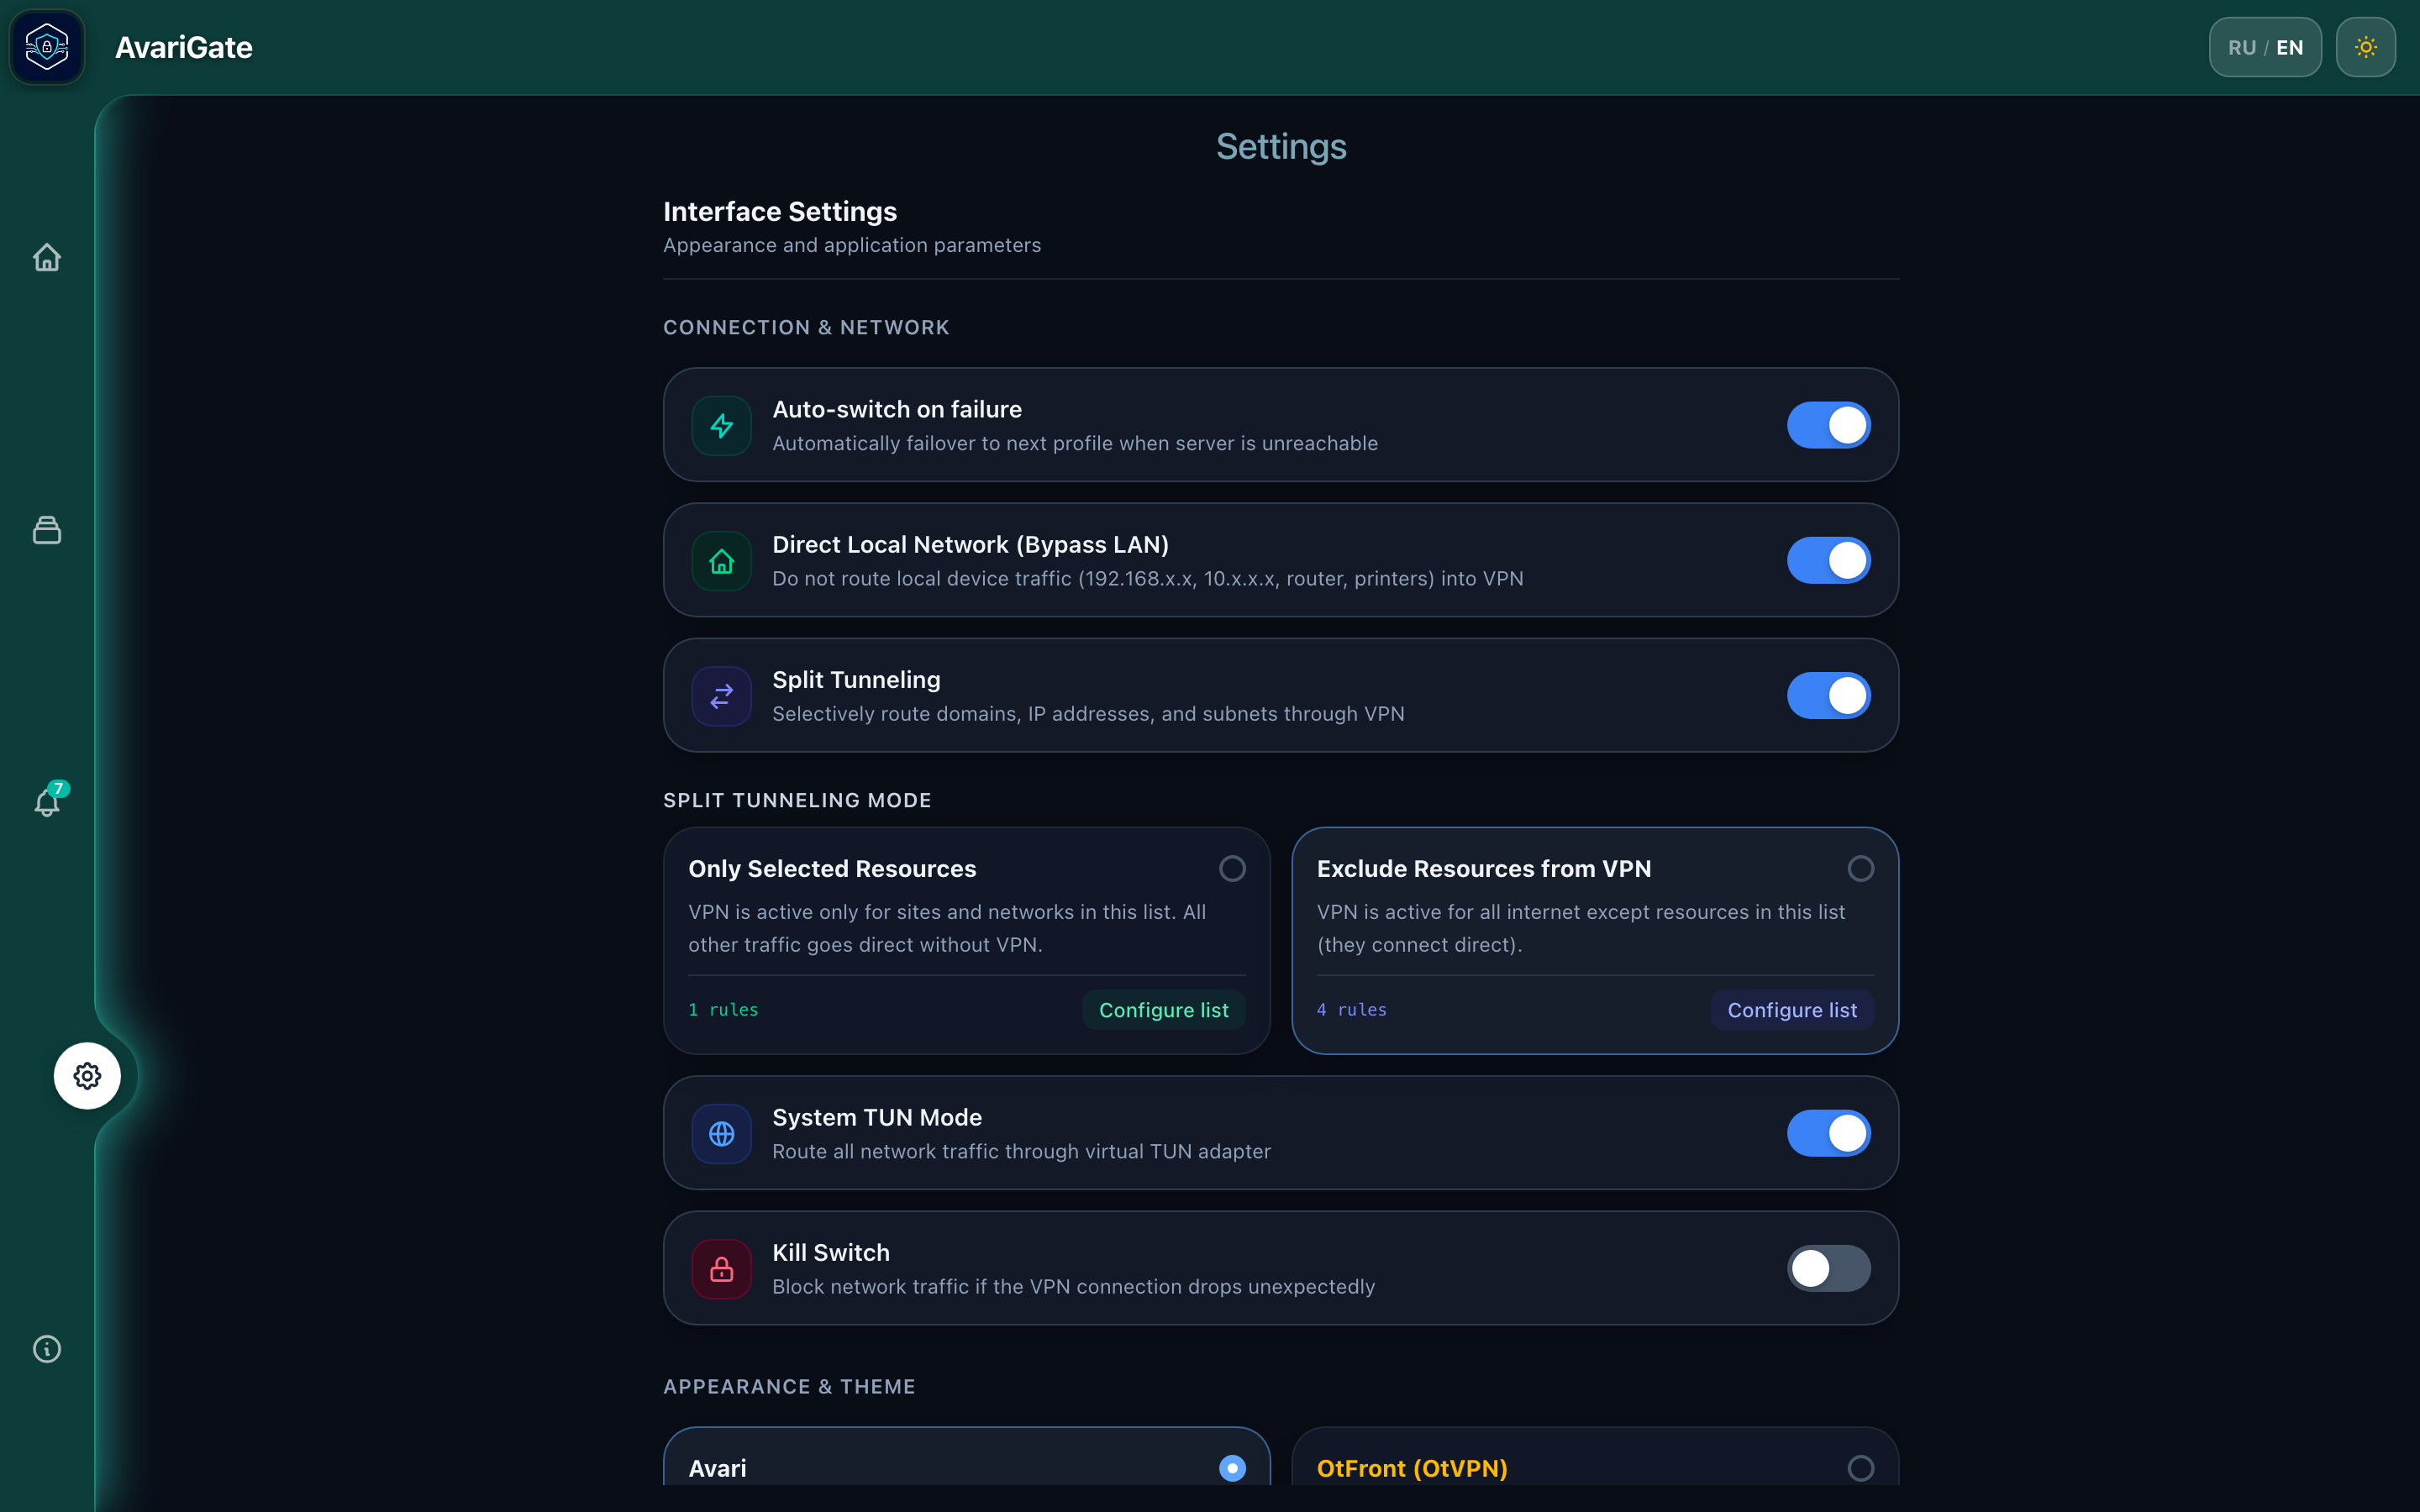 AvariGate
RU / EN
Settings
Interface Settings
Appearance and application parameters
CONNECTION & NETWORK
Auto-switch on failure
Automatically failover to next profile when server is unreachable
Direct Local Network (Bypass LAN)
Do not route local device traffic (192.168.x.x, 10.x.x.x, router, printers) into VPN
Split Tunneling
Selectively route domains, IP addresses, and subnets through VPN
7
SPLIT TUNNELING MODE
Only Selected Resources
VPN is active only for sites and networks in this list. All
other traffic goes direct without VPN.
1 rules
Configure list
Exclude Resources from VPN
VPN is active for all internet except resources in this list
(they connect direct).
4 rules
Configure list
System TUN Mode
Route all network traffic through virtual TUN adapter
Kill Switch
Block network traffic if the VPN connection drops unexpectedly
APPEARANCE & THEME
Avari
OtFront (OtVPN)